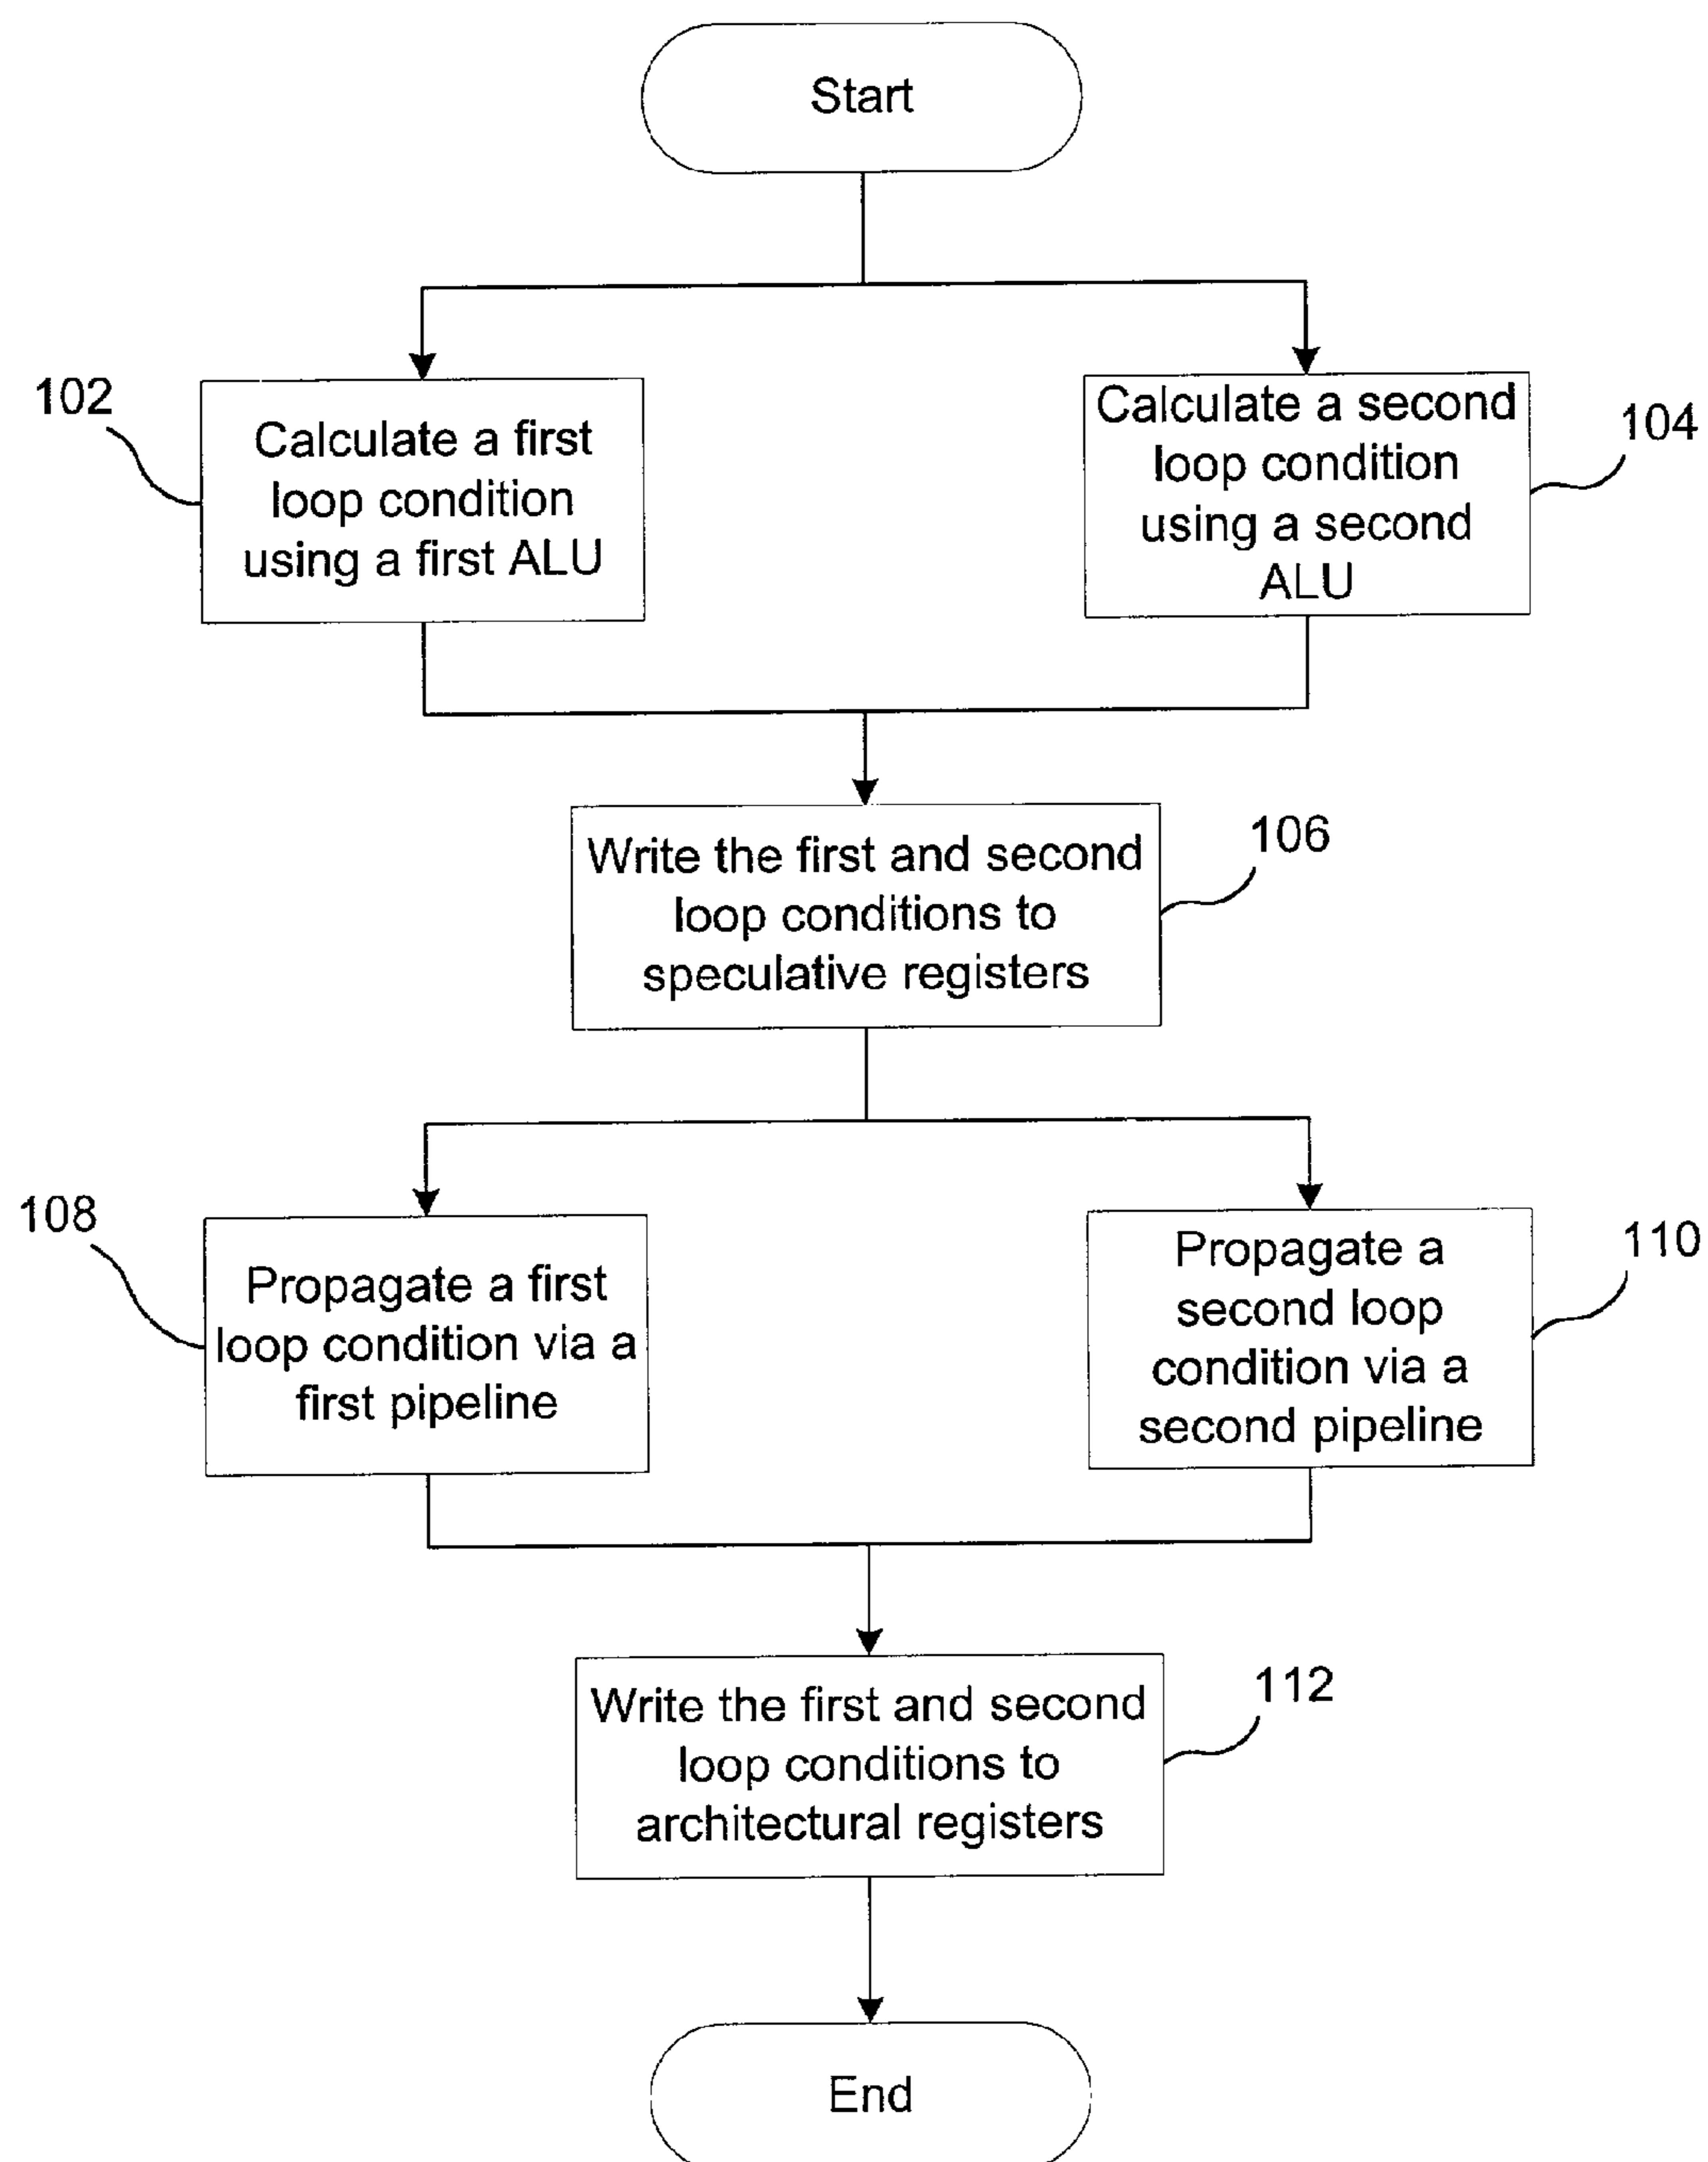 Start
102
Calculate a first
loop condition
using a first ALU
Calculate a second
loop condition
using a second
ALU
104
Write the first and second
loop conditions to
speculative registers
106
108
Propagate a first
loop condition via a
first pipeline
Propagate a
second loop
condition via a
second pipeline
110
Write the first and second
loop conditions to
architectural registers
112
End